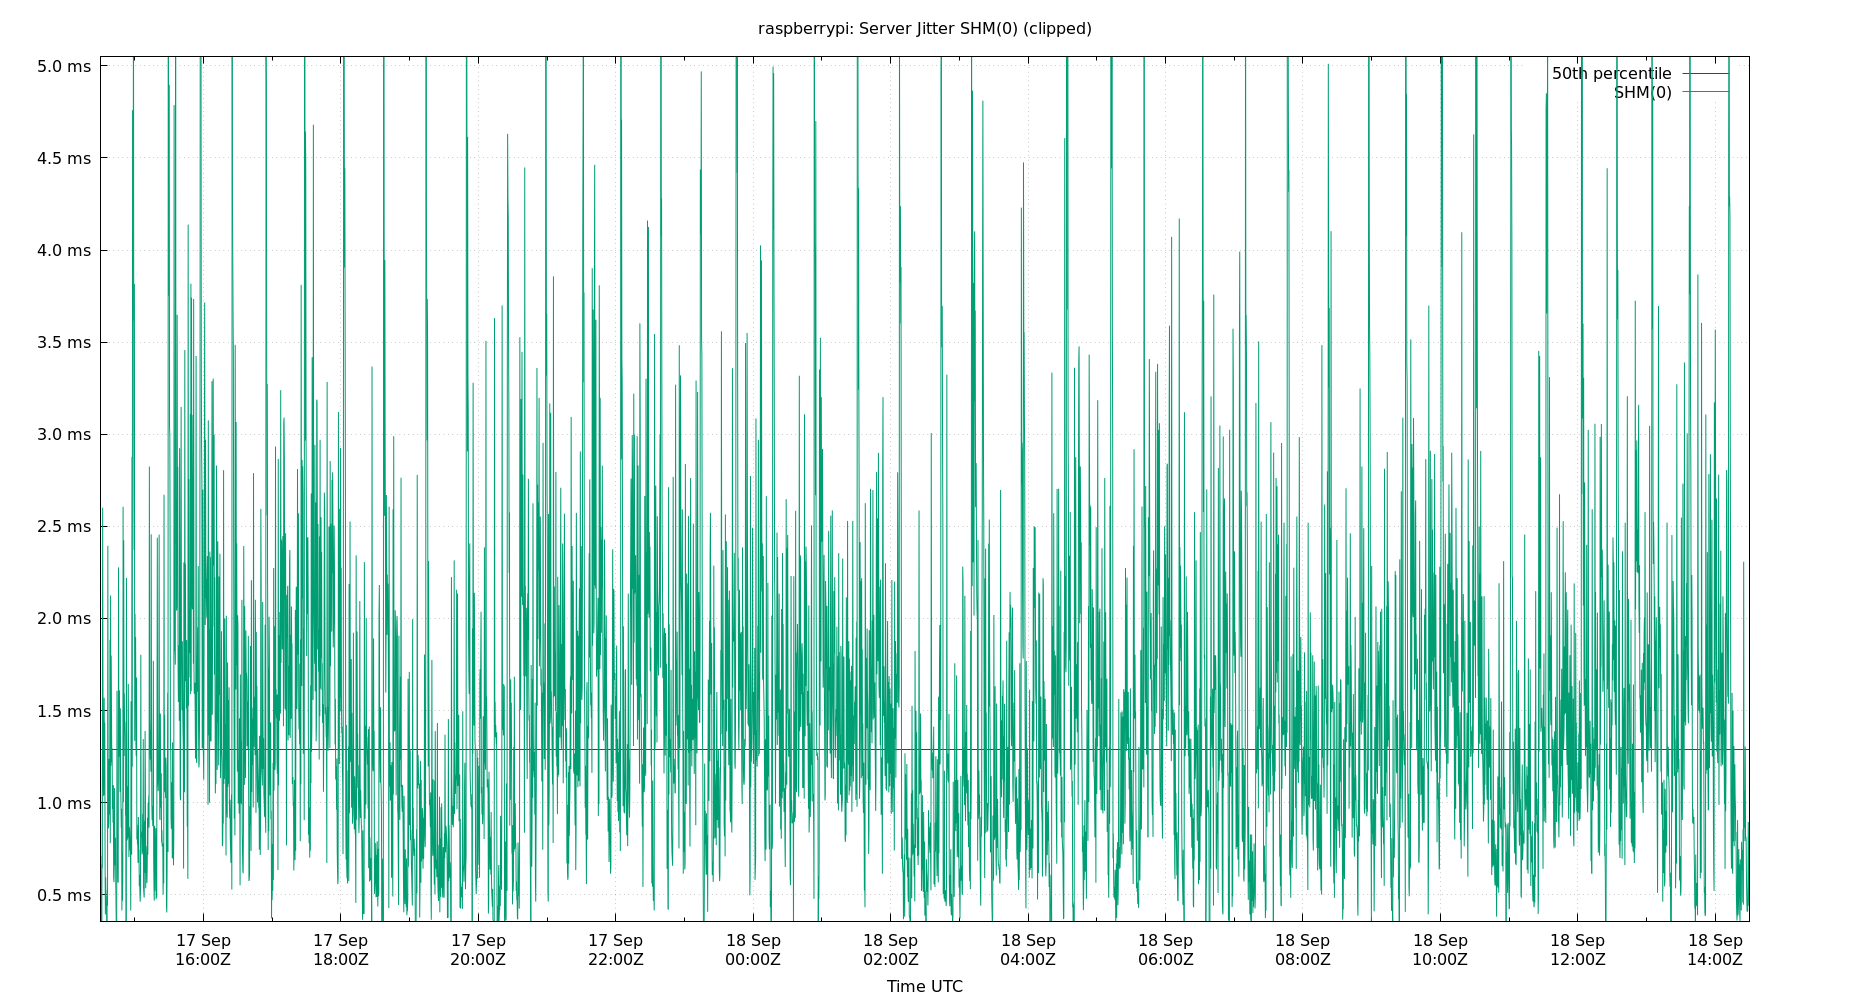 raspberrypi: Server Jitter SHM(0) (clipped)
50th percentile
SHM(0)
5.0 ms
4.5 ms
4.0 ms
3.5 ms
3.0 ms
2.5 ms
2.0 ms
1.5 ms
1.0 ms
0.5 ms
17 Sep 17 Sep 17 Sep 17 Sep 18 Sep 18 Sep 18 Sep 18 Sep 18 Sep 18 Sep 18 Sep 18 Sep
16:00Z 18:00Z 20:00Z 22:00Z 00:00Z 02:00Z 04:00Z 06:00Z 08:00Z 10:00Z 12:00Z 14:00Z
Time UTC